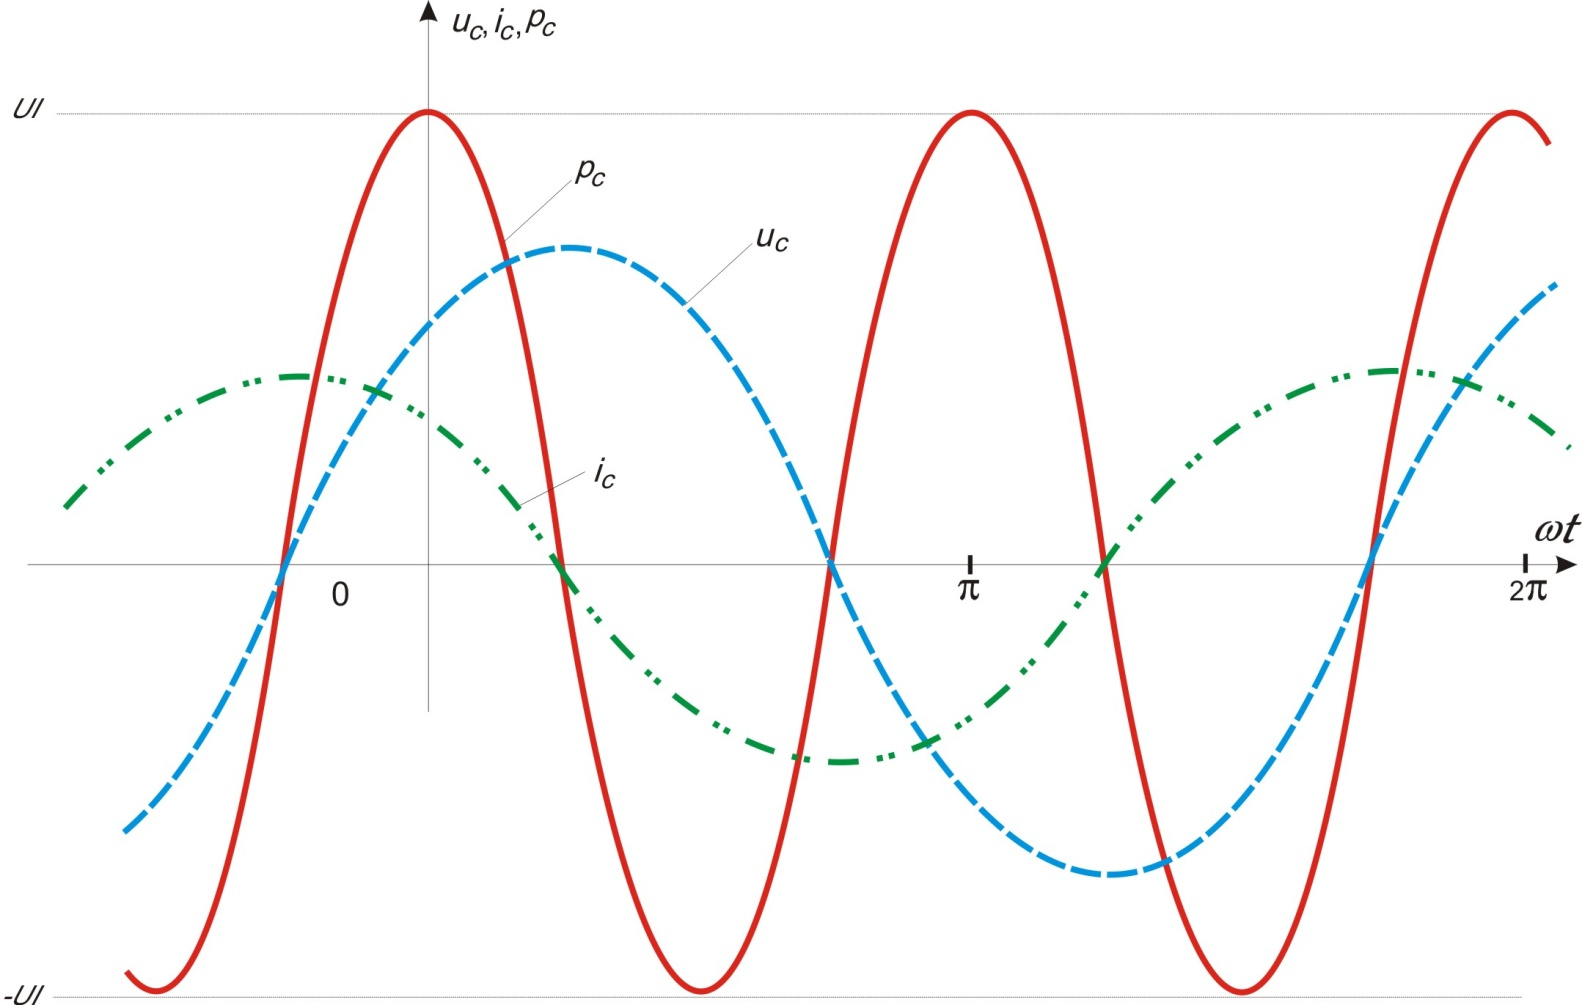 u_C, i_C, p_C
UI
p_C
u_C
i_C
ωt
0
π
2π
-UI